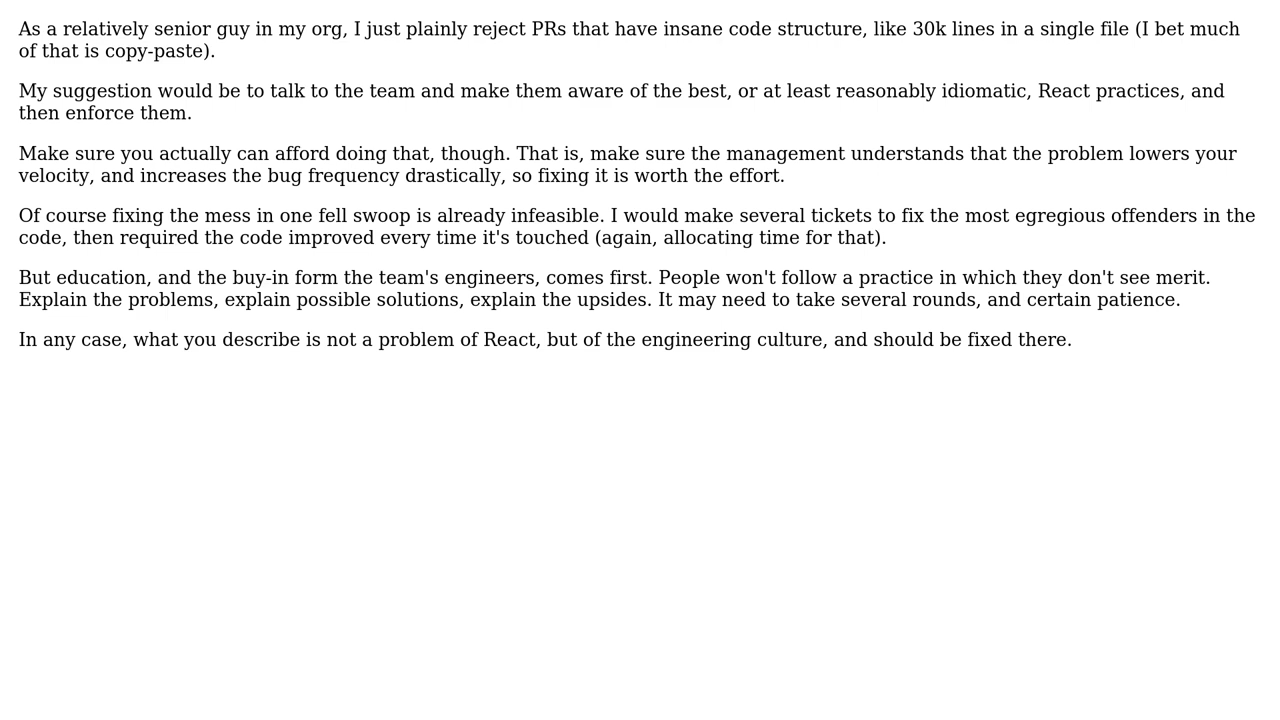 As a relatively senior guy in my org, I just plainly reject PRs that have insane code structure, like 30k lines in a single file (I bet much
of that is copy-paste).
My suggestion would be to talk to the team and make them aware of the best, or at least reasonably idiomatic, React practices, and
then enforce them.
Make sure you actually can afford doing that, though. That is, make sure the management understands that the problem lowers your
velocity, and increases the bug frequency drastically, so fixing it is worth the effort.
Of course fixing the mess in one fell swoop is already infeasible. I would make several tickets to fix the most egregious offenders in the
code, then required the code improved every time it's touched (again, allocating time for that).
But education, and the buy-in form the team's engineers, comes first. People won't follow a practice in which they don't see merit.
Explain the problems, explain possible solutions, explain the upsides. It may need to take several rounds, and certain patience.
In any case, what you describe is not a problem of React, but of the engineering culture, and should be fixed there.